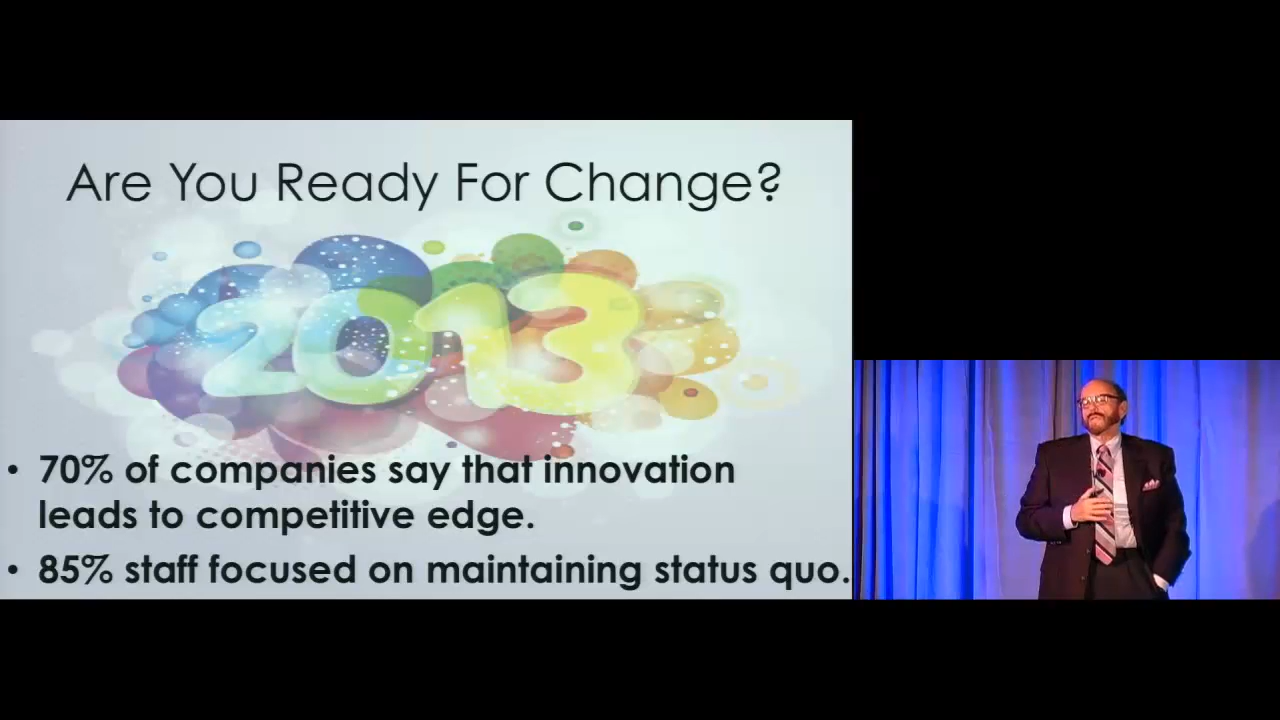 Are You Ready For Change?
2013
• 70% of companies say that innovation
leads to competitive edge.
• 85% staff focused on maintaining status quo.